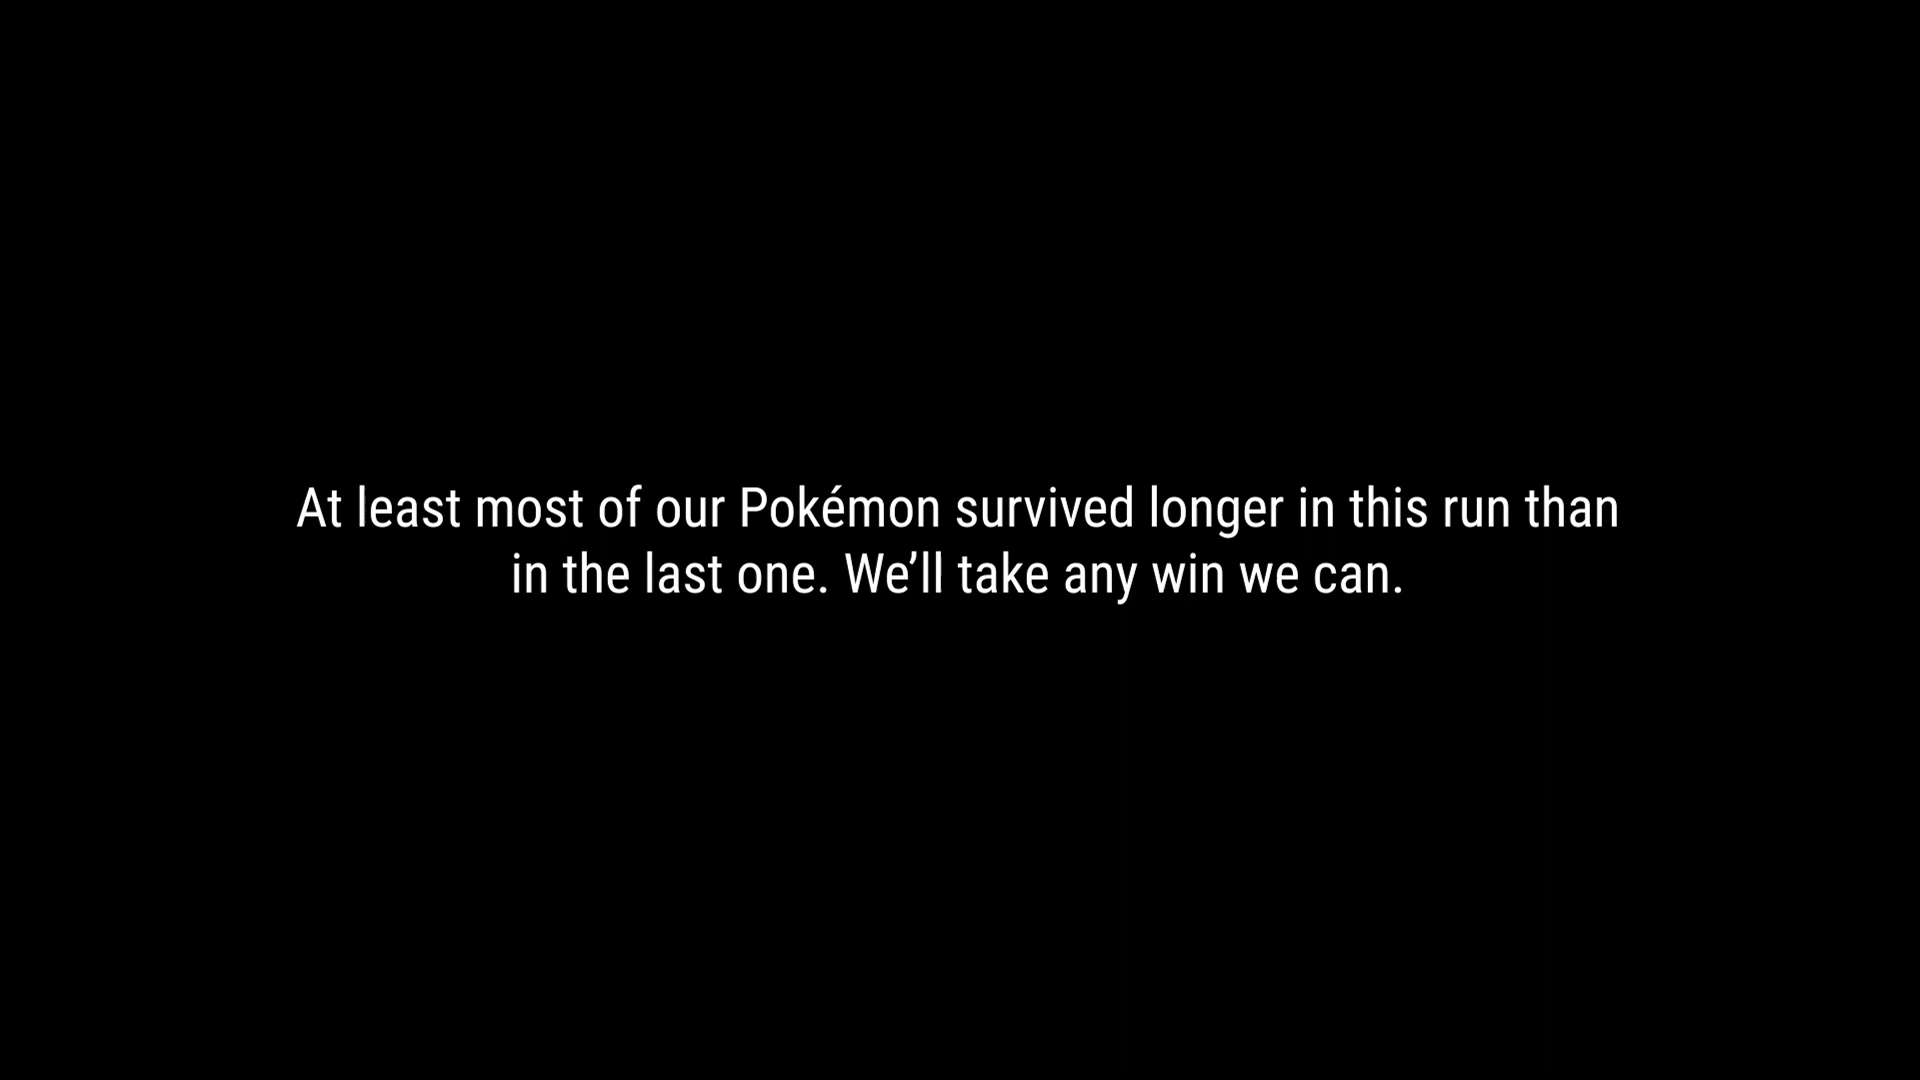 At least most of our Pokémon survived longer in this run than
in the last one. We’ll take any win we can.